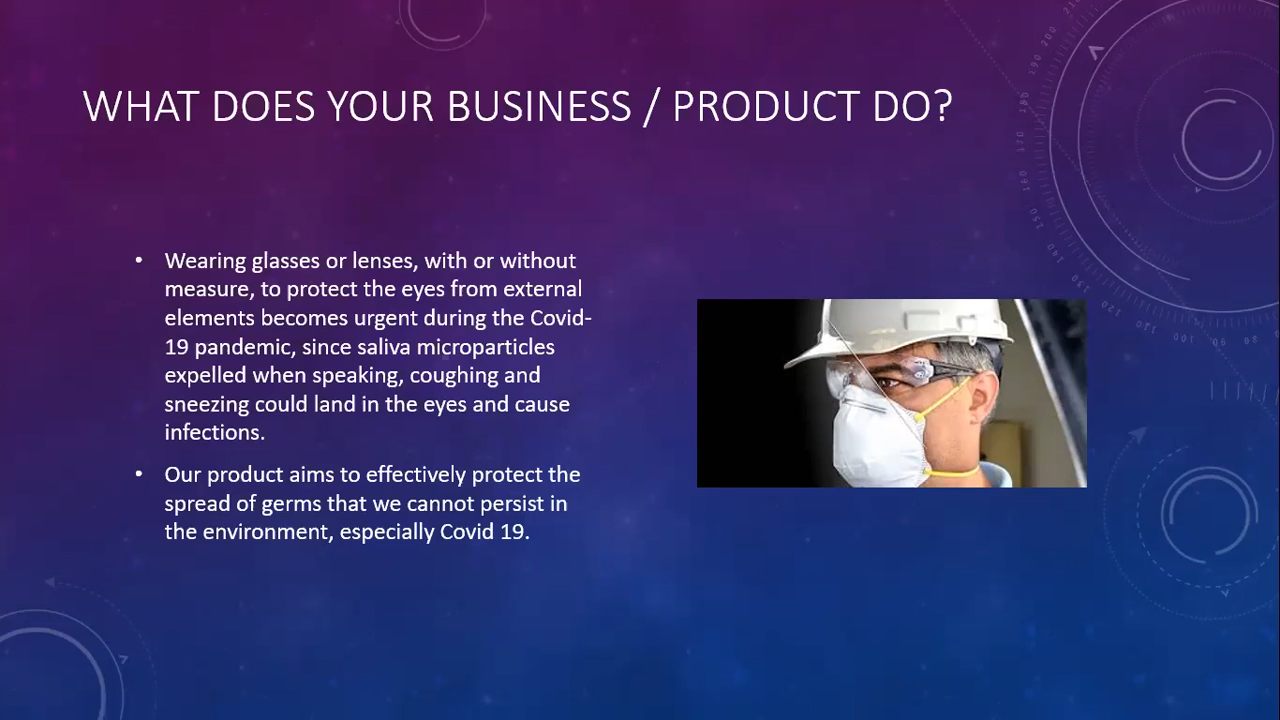 WHAT DOES YOUR BUSINESS / PRODUCT DO?
• Wearing glasses or lenses, with or without
measure, to protect the eyes from external
elements becomes urgent during the Covid-
19 pandemic, since saliva microparticles
expelled when speaking, coughing and
sneezing could land in the eyes and cause
infections.
• Our product aims to effectively protect the
spread of germs that we cannot persist in
the environment, especially Covid 19.